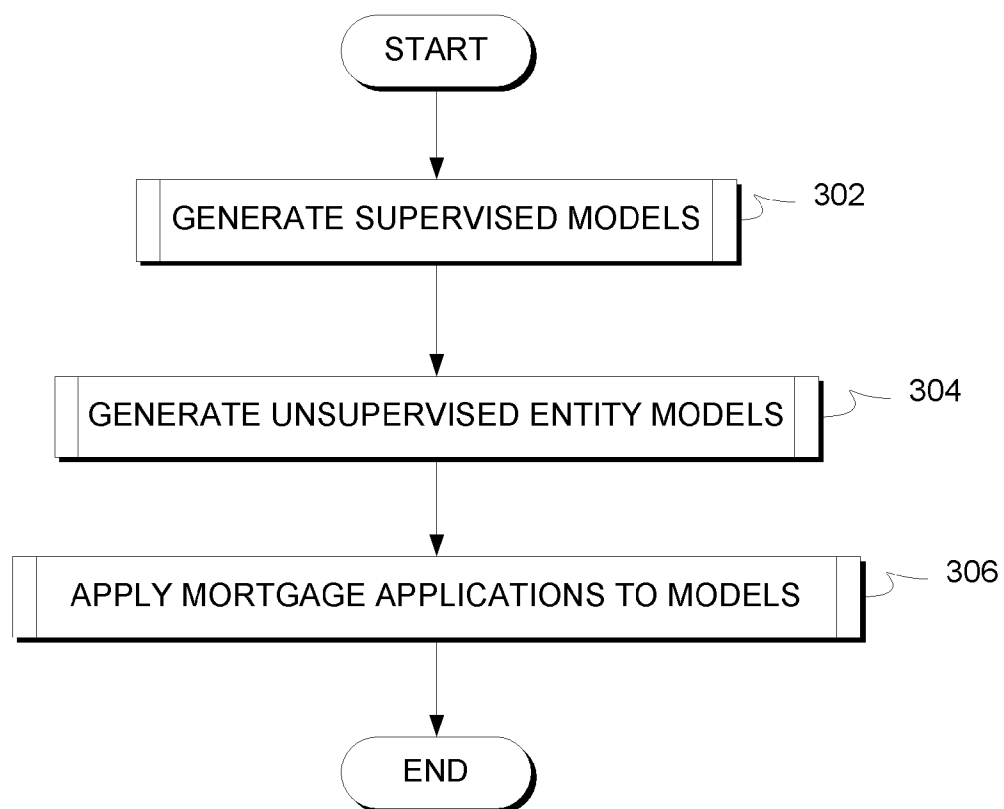 START
GENERATE SUPERVISED MODELS
302
GENERATE UNSUPERVISED ENTITY MODELS
304
APPLY MORTGAGE APPLICATIONS TO MODELS
306
END